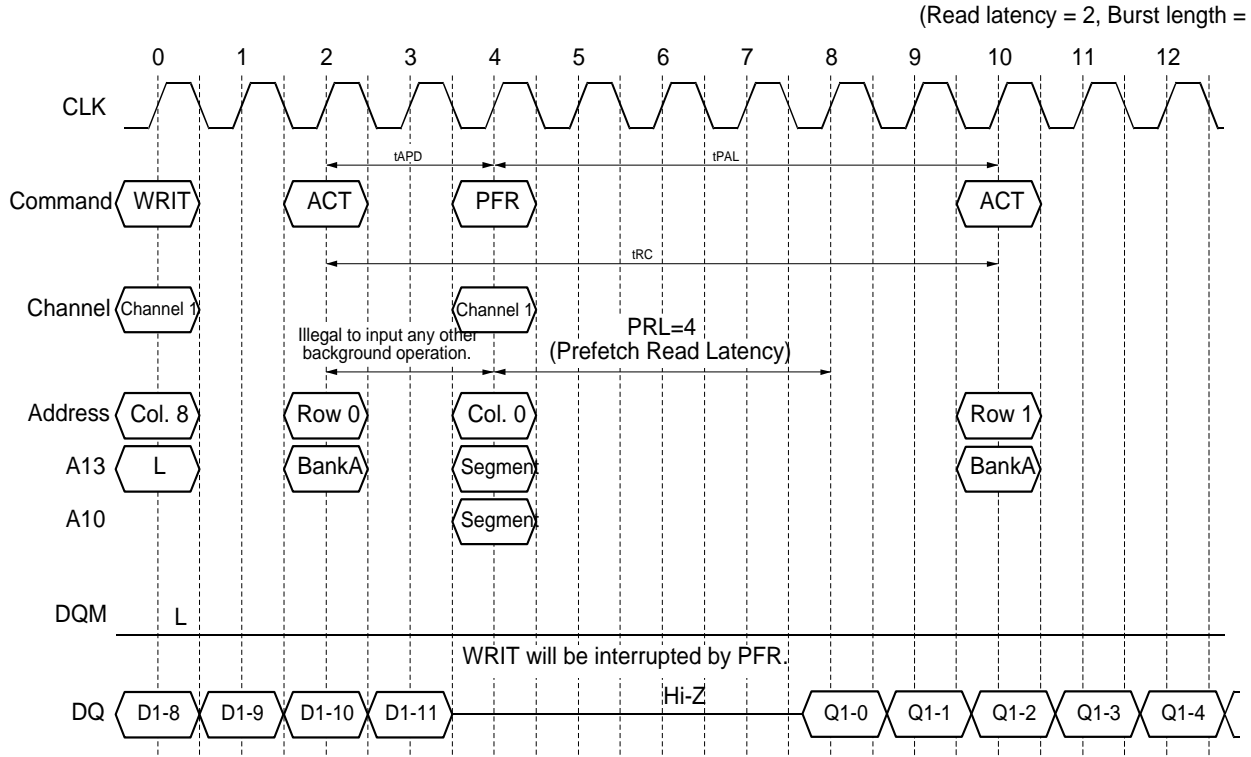 (Read latency = 2, Burst length =
0 1 2 3 4 5 6 7 8 9 10 11 12
CLK
tAPD tPAL
Command WRIT ACT PFR ACT
tRC
Channel Channel 1 Channel 1
Illegal to input any other
background operation.
PRL=4
(Prefetch Read Latency)
Address Col. 8 Row 0 Col. 0 Row 1
A13 L BankA Segment BankA
A10 Segment
DQM L
WRIT will be interrupted by PFR.
Hi-Z
DQ D1-8 D1-9 D1-10 D1-11 Q1-0 Q1-1 Q1-2 Q1-3 Q1-4